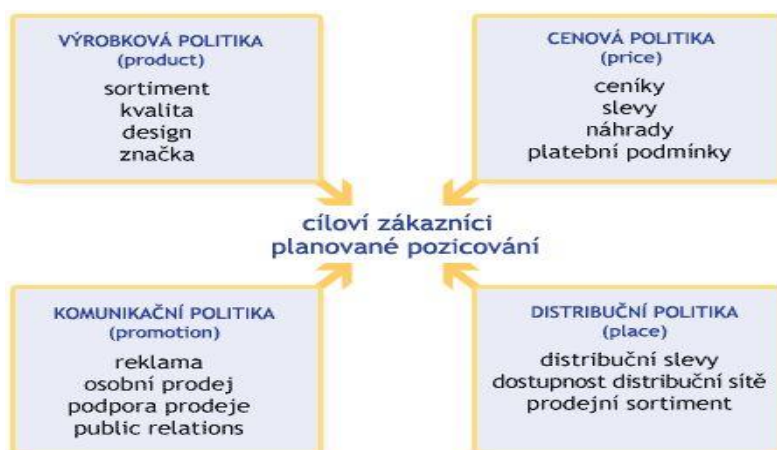 VÝROBKOVÁ POLITIKA
(product)
sortiment
kvalita
design
značka
CENOVÁ POLITIKA
(price)
ceníky
slevy
náhrady
platební podmínky
cíloví zákazníci
planované pozicování
KOMUNIKAČNÍ POLITIKA
(promotion)
reklama
osobní prodej
podpora prodeje
public relations
DISTRIBUČNÍ POLITIKA
(place)
distribuční slevy
dostupnost distribuční sítě
prodejní sortiment